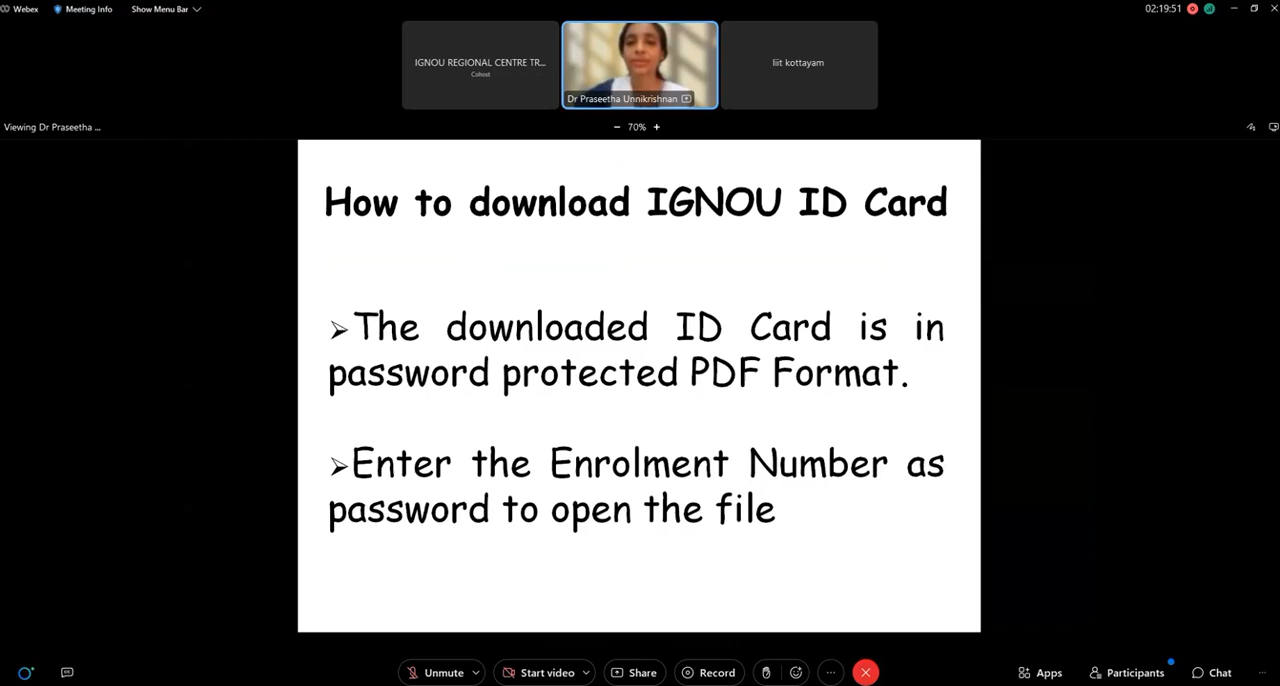 Webex Meeting Info Show Menu Bar 02:19:51
IGNOU REGIONAL CENTRE TR...
Cohost
Dr Praseetha Unnikrishnan
liit kottayam
Viewing Dr Praseetha ... − 70% +
How to download IGNOU ID Card
➢The downloaded ID Card is in
password protected PDF Format.
➢Enter the Enrolment Number as
password to open the file
Unmute Start video Share Record ... Apps Participants Chat ...